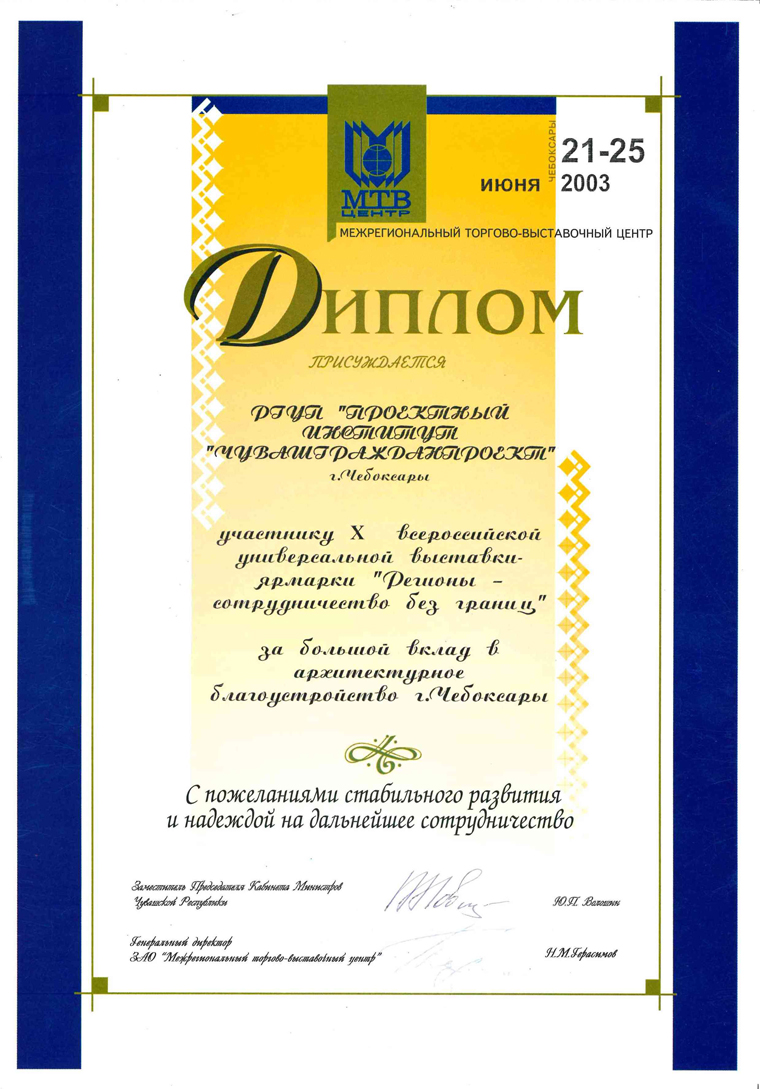 ЧЕБОКСАРЫ
21-25
ИЮНЯ 2003
МТВ
ЦЕНТР
МЕЖРЕГИОНАЛЬНЫЙ ТОРГОВО-ВЫСТАВОЧНЫЙ ЦЕНТР
ДИПЛОМ
ПРИСУЖДАЕТСЯ
РГУП "ПРОЕКТНЫЙ
ИНСТИТУТ
"ЧУВАШГРАЖДАНПРОЕКТ"
г.Чебоксары
участнику X всероссийской
универсальной выставки-
ярмарки "Регионы –
сотрудничество без границ"
за большой вклад в
архитектурное
благоустройство г.Чебоксары
С пожеланиями стабильного развития
и надеждой на дальнейшее сотрудничество
Заместитель Председателя Кабинета Министров
Чувашской Республики
Ю.П. Волошин
Генеральный директор
ЗАО "Межрегиональный торгово-выставочный центр"
Н.М.Герасимов